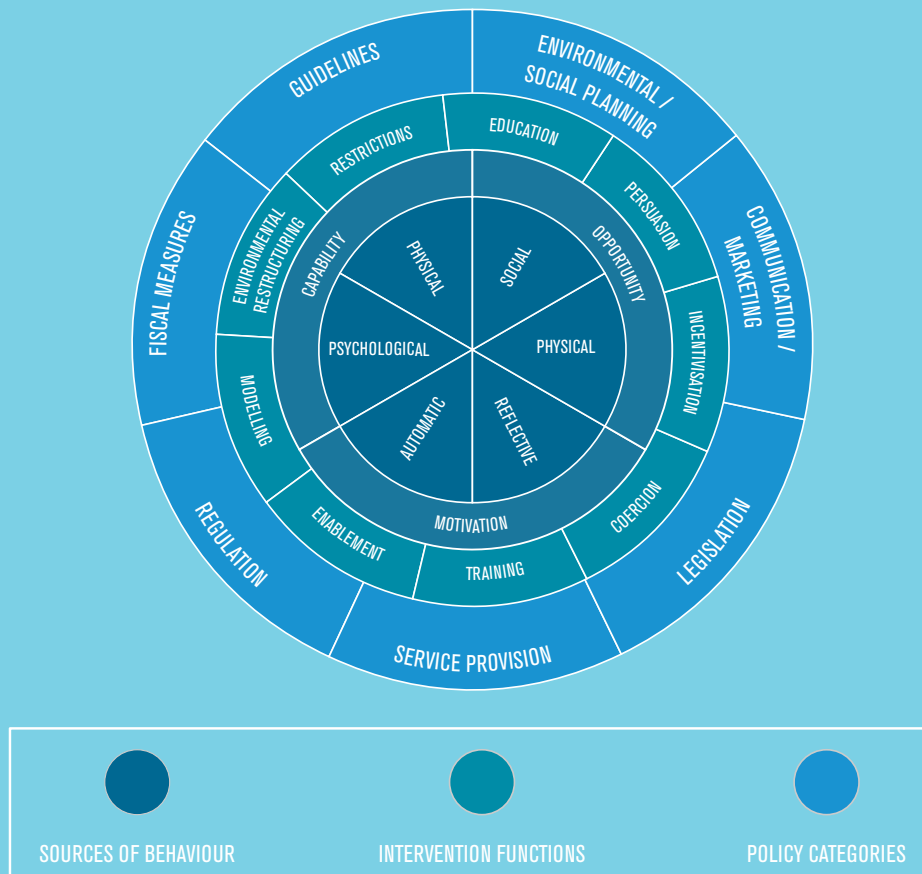 GUIDELINES
ENVIRONMENTAL /
SOCIAL PLANNING
COMMUNICATION /
MARKETING
LEGISLATION
SERVICE PROVISION
REGULATION
FISCAL MEASURES
RESTRICTIONS
EDUCATION
PERSUASION
INCENTIVISATION
COERCION
TRAINING
ENABLEMENT
MODELLING
ENVIRONMENTAL
RESTRUCTURING
CAPABILITY
OPPORTUNITY
MOTIVATION
PHYSICAL
SOCIAL
PHYSICAL
REFLECTIVE
AUTOMATIC
PSYCHOLOGICAL
SOURCES OF BEHAVIOUR
INTERVENTION FUNCTIONS
POLICY CATEGORIES